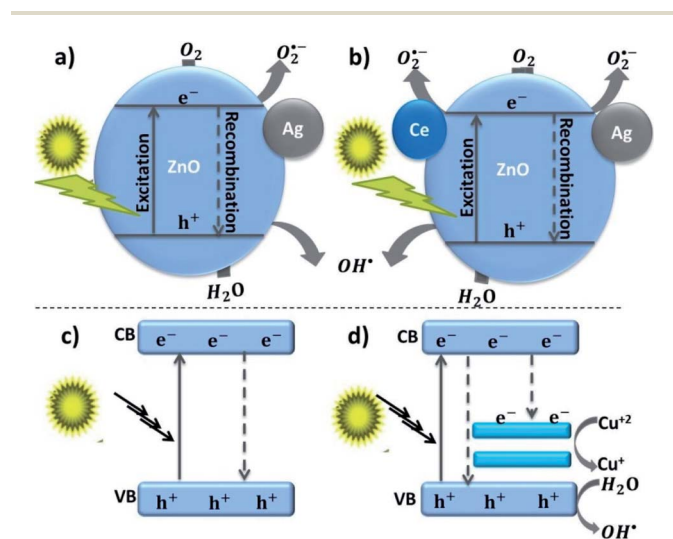 a)
O₂
O₂•−
e⁻
Ag
Excitation
ZnO
Recombination
h⁺
H₂O
OH•
b)
O₂•−
O₂
O₂•−
e⁻
Ce
Ag
Excitation
ZnO
Recombination
h⁺
H₂O
c)
CB
e⁻ e⁻ e⁻
VB
h⁺ h⁺ h⁺
d)
CB
e⁻ e⁻ e⁻
e⁻ e⁻
Cu⁺²
Cu⁺
VB
h⁺ h⁺ h⁺
H₂O
OH•